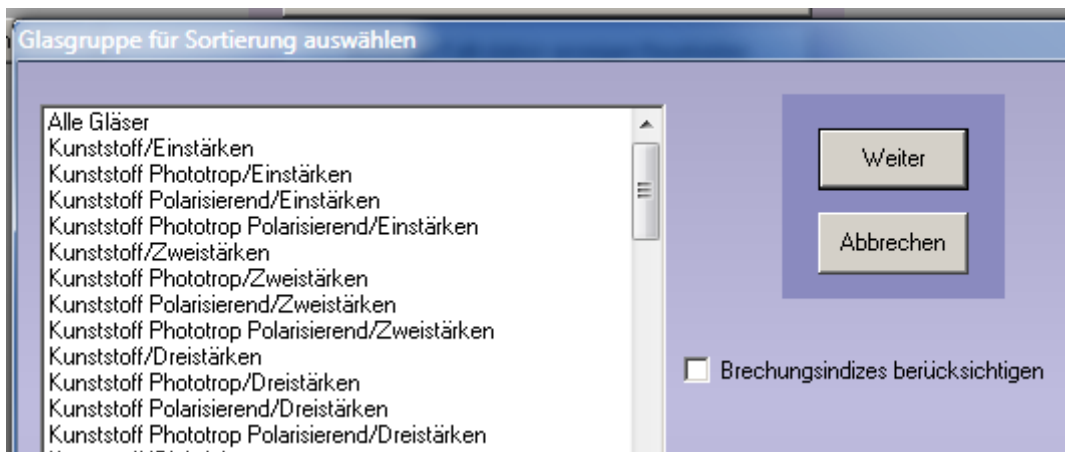 Glasgruppe für Sortierung auswählen
Alle Gläser
Kunststoff/Einstärken
Kunststoff Phototrop/Einstärken
Kunststoff Polarisierend/Einstärken
Kunststoff Phototrop Polarisierend/Einstärken
Kunststoff/Zweistärken
Kunststoff Phototrop/Zweistärken
Kunststoff Polarisierend/Zweistärken
Kunststoff Phototrop Polarisierend/Zweistärken
Kunststoff/Dreistärken
Kunststoff Phototrop/Dreistärken
Kunststoff Polarisierend/Dreistärken
Kunststoff Phototrop Polarisierend/Dreistärken
Weiter
Abbrechen
Brechungsindizes berücksichtigen